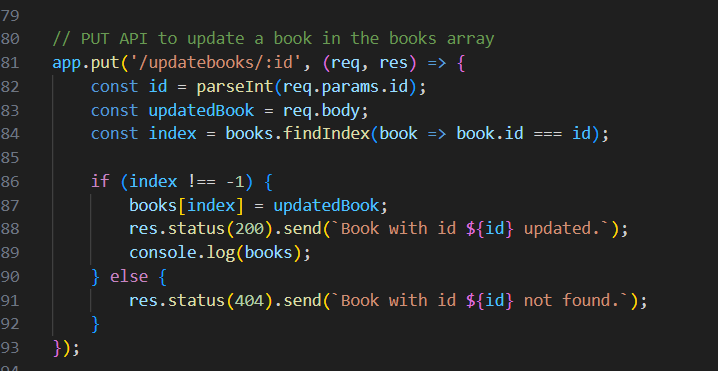 79
80 // PUT API to update a book in the books array
81 app.put('/updatebooks/:id', (req, res) => {
82     const id = parseInt(req.params.id);
83     const updatedBook = req.body;
84     const index = books.findIndex(book => book.id === id);
85
86     if (index !== -1) {
87         books[index] = updatedBook;
88         res.status(200).send(`Book with id ${id} updated.`);
89         console.log(books);
90     } else {
91         res.status(404).send(`Book with id ${id} not found.`);
92     }
93 });
94